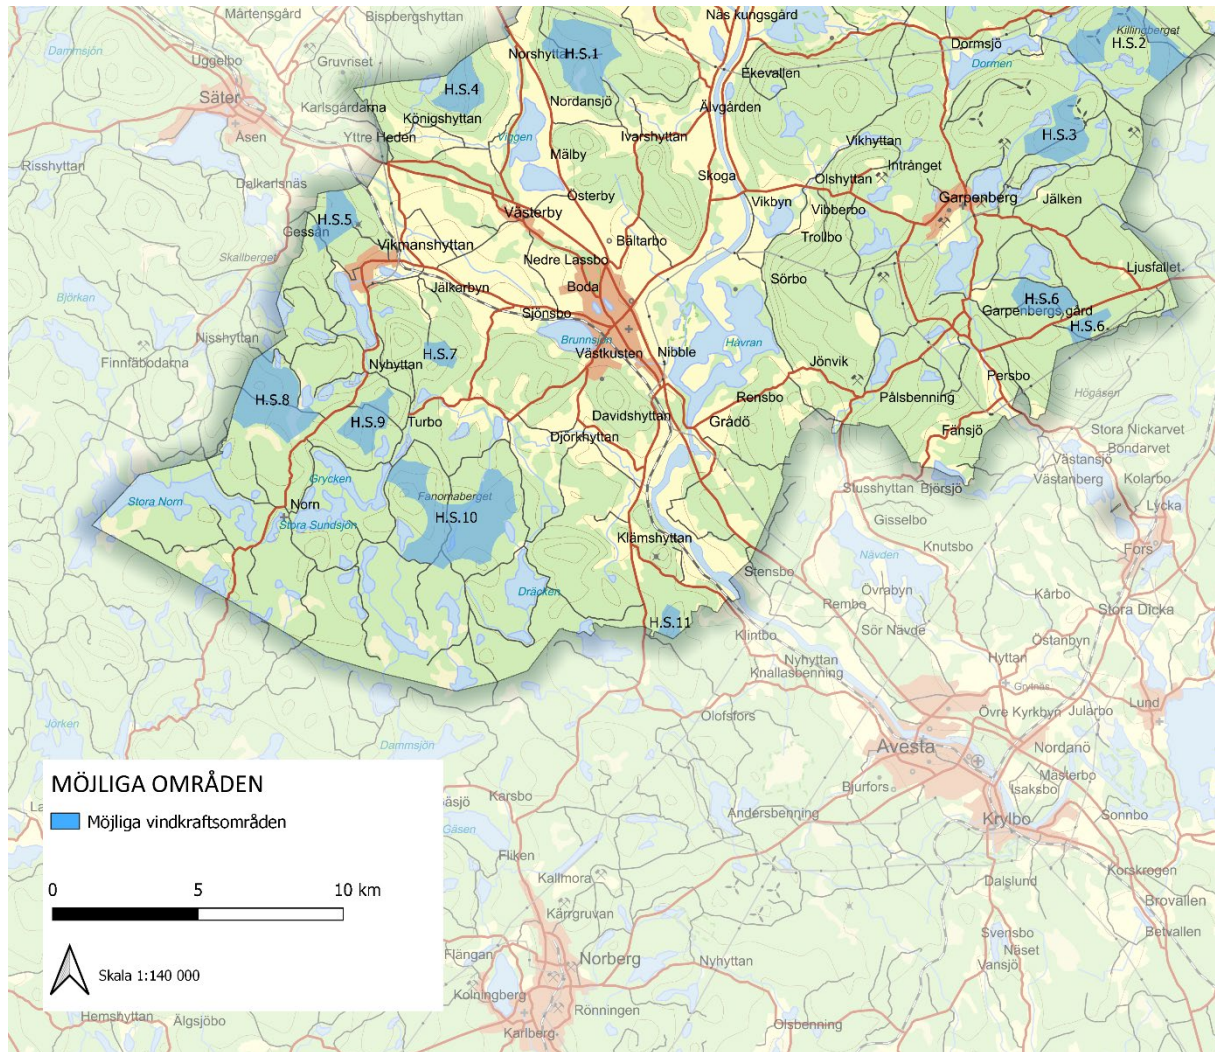 Mårtensgård
Bispbergshyttan
Näs kungsgård
Killingberget
H.S.2
Dammsjön
Uggelbo
Gruvriset
Norshyttan
H.S.1
Dormsjö
Dormen
Ekevallen
Säter
Karlsgårdarna
H.S.4
Nordansjö
Älvgården
Königshyttan
Åsen
Yttre Heden
Viggen
Ivarshyttan
Vikhyttan
H.S.3
Risshyttan
Mälby
Intrånget
Dalkarlsnäs
Skoga
Olshyttan
Österby
Garpenberg
Jälken
Västerby
Vikbyn
Vibberbo
H.S.5
Gessån
Bältarbo
Trollbo
Vikmanshyttan
Skallberget
Nedre Lassbo
Ljusfallet
Björkan
Jälkarbyn
Boda
Sörbo
H.S.6
Garpenbergs gård
Sjönsbo
H.S.6
Nisshyttan
Brunnsjön
Hovran
Finnfäbodarna
Nyhyttan
H.S.7
Västkusten
Nibble
Jönvik
Persbo
Högåsen
H.S.8
Rensbo
Pålsbenning
H.S.9
Turbo
Davidshyttan
Grådö
Fänsjö
Stora Nickarvet
Djörkhyttan
Bondarvet
Västansjö
Grycken
Västanberg
Kolarbo
Stora Norn
Norn
Fanomaberget
Slusshyttan
Björsjö
Lycka
H.S.10
Stora Sundsjön
Gisselbo
Klämshyttan
Knutsbo
Fors
Nävden
Stensbo
Dräcken
Övrabyn
Kårbo
Rembo
Stora Dicka
H.S.11
Klintbo
Sör Nävde
Östanbyn
Nyhyttan
Hyttan
Knallasbenning
Grytnäs
Lund
Jörken
Olofsfors
Övre Kyrkbyn
Jularbo
Dammsjön
Avesta
Nordanö
MÖJLIGA OMRÅDEN
Mästerbo
Bjurfors
Isaksbo
Karsbo
Möjliga vindkraftsområden
Gäsen
Andersbenning
Krylbo
Sonnbo
Fliken
Korskrogen
0 5 10 km
Kallmora
Dalslund
Brovallen
Kärrgruvan
Svensbo
Betvallen
Flängan
Norberg
Nyhyttan
Näset
Vansjö
Skala 1:140 000
Kolningberg
Rönningen
Hemshyttan
Älgsjöbo
Karlberg
Olsbenning